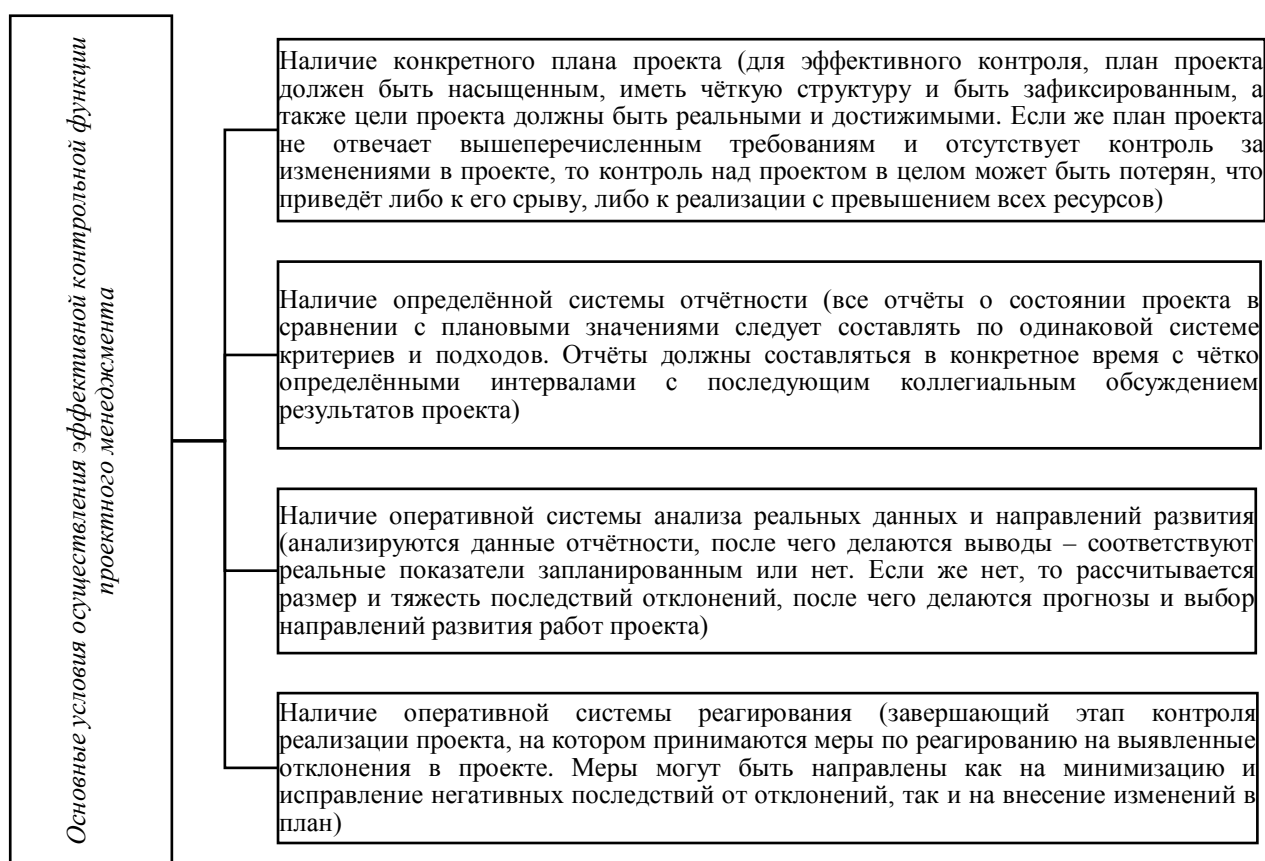 Основные условия осуществления эффективной контрольной функции
проектного менеджмента
Наличие конкретного плана проекта (для эффективного контроля, план проекта
должен быть насыщенным, иметь чёткую структуру и быть зафиксированным, а
также цели проекта должны быть реальными и достижимыми. Если же план проекта
не отвечает вышеперечисленным требованиям и отсутствует контроль за
изменениями в проекте, то контроль над проектом в целом может быть потерян, что
приведёт либо к его срыву, либо к реализации с превышением всех ресурсов)
Наличие определённой системы отчётности (все отчёты о состоянии проекта в
сравнении с плановыми значениями следует составлять по одинаковой системе
критериев и подходов. Отчёты должны составляться в конкретное время с чётко
определёнными интервалами с последующим коллегиальным обсуждением
результатов проекта)
Наличие оперативной системы анализа реальных данных и направлений развития
(анализируются данные отчётности, после чего делаются выводы – соответствуют
реальные показатели запланированным или нет. Если же нет, то рассчитывается
размер и тяжесть последствий отклонений, после чего делаются прогнозы и выбор
направлений развития работ проекта)
Наличие оперативной системы реагирования (завершающий этап контроля
реализации проекта, на котором принимаются меры по реагированию на выявленные
отклонения в проекте. Меры могут быть направлены как на минимизацию и
исправление негативных последствий от отклонений, так и на внесение изменений в
план)